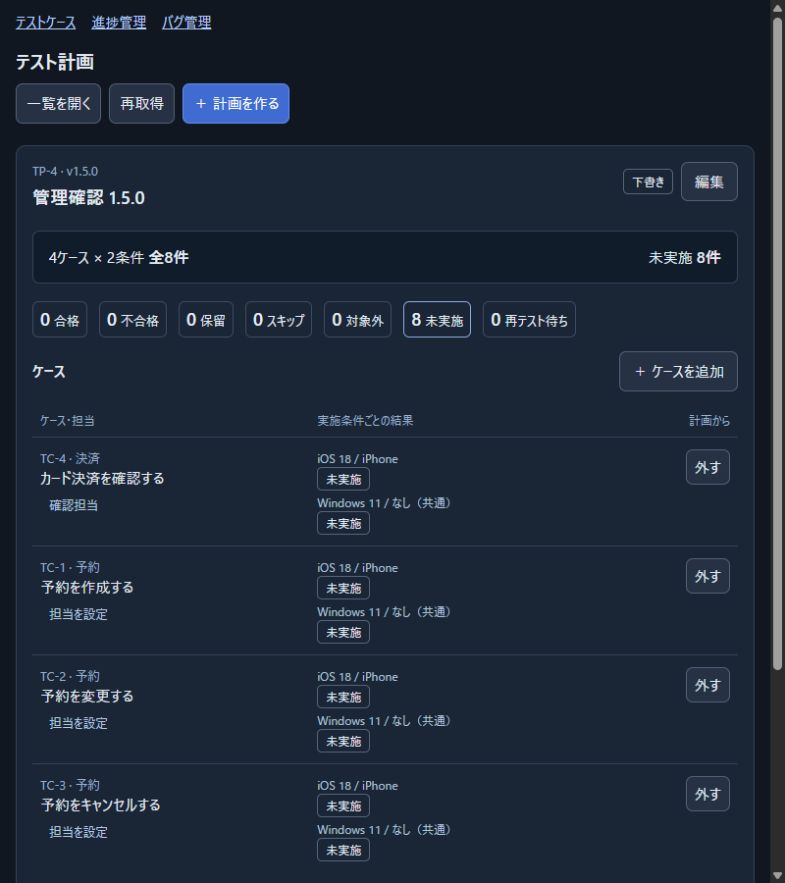 テストケース 進捗管理 バグ管理
テスト計画
一覧を開く 再取得 + 計画を作る
TP-4・v1.5.0
管理確認 1.5.0
下書き 編集
4ケース × 2条件 全8件 未実施 8件
0 合格 0 不合格 0 保留 0 スキップ 0 対象外 8 未実施 0 再テスト待ち
ケース + ケースを追加
ケース・担当 実施条件ごとの結果 計画から
TC-4・決済
カード決済を確認する
確認担当
iOS 18 / iPhone
未実施
Windows 11 / なし（共通）
未実施
外す
TC-1・予約
予約を作成する
担当を設定
iOS 18 / iPhone
未実施
Windows 11 / なし（共通）
未実施
外す
TC-2・予約
予約を変更する
担当を設定
iOS 18 / iPhone
未実施
Windows 11 / なし（共通）
未実施
外す
TC-3・予約
予約をキャンセルする
担当を設定
iOS 18 / iPhone
未実施
Windows 11 / なし（共通）
未実施
外す